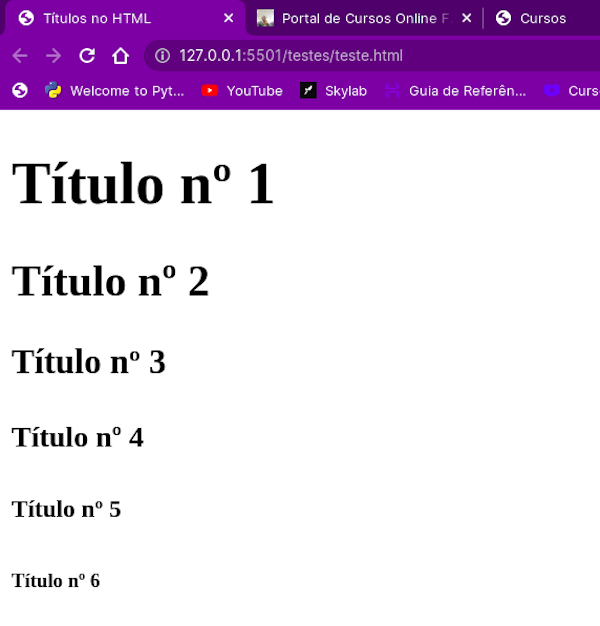 Títulos no HTML
Portal de Cursos Online F
Cursos
127.0.0.1:5501/testes/teste.html
Welcome to Pyt...
YouTube
Skylab
Guia de Referên...
Curs
Título nº 1
Título nº 2
Título nº 3
Título nº 4
Título nº 5
Título nº 6